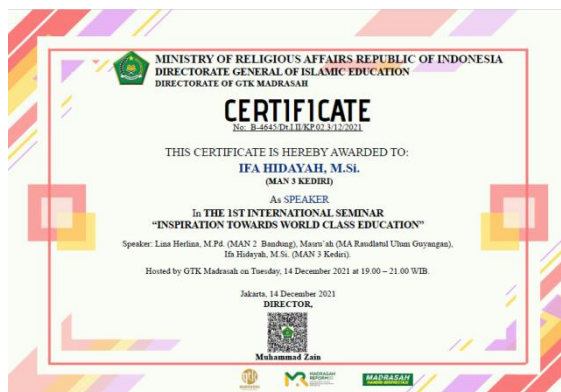 MINISTRY OF RELIGIOUS AFFAIRS REPUBLIC OF INDONESIA
DIRECTORATE GENERAL OF ISLAMIC EDUCATION
DIRECTORATE OF GTK MADRASAH
CERTIFICATE
No: B-4645/Dt.I.II/KP.02.3/12/2021
THIS CERTIFICATE IS HEREBY AWARDED TO:
IFA HIDAYAH, M.Si.
(MAN 3 KEDIRI)
As SPEAKER
In THE 1ST INTERNATIONAL SEMINAR
“INSPIRATION TOWARDS WORLD CLASS EDUCATION”
Speaker: Lina Herlina, M.Pd. (MAN 2 Bandung), Masru'ah (MA Raudlatul Ulum Guyangan),
Ifa Hidayah, M.Si. (MAN 3 Kediri).
Hosted by GTK Madrasah on Tuesday, 14 December 2021 at 19.00 – 21.00 WIB.
Jakarta, 14 December 2021
DIRECTOR,
Muhammad Zain
MADRASAH
REFORM
MADRASAH